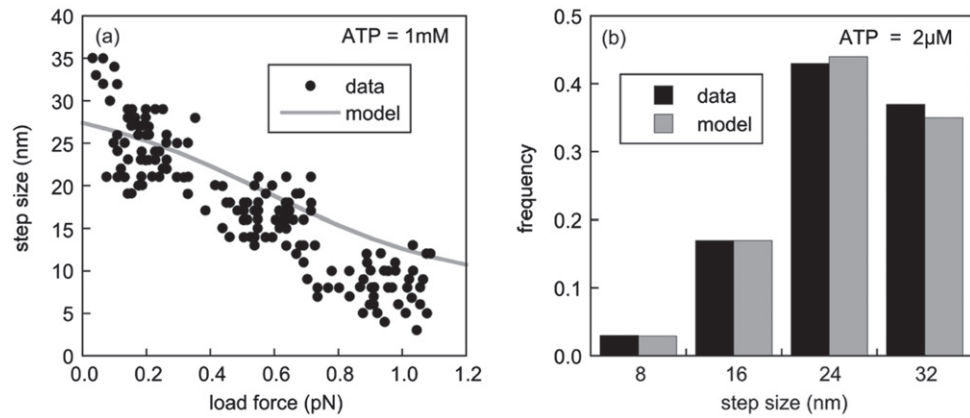 (a)
ATP = 1mM
data
model
step size (nm)
40
35
30
25
20
15
10
5
0
0.0 0.2 0.4 0.6 0.8 1.0 1.2
load force (pN)
(b)
ATP = 2μM
data
model
frequency
0.5
0.4
0.3
0.2
0.1
0.0
8 16 24 32
step size (nm)